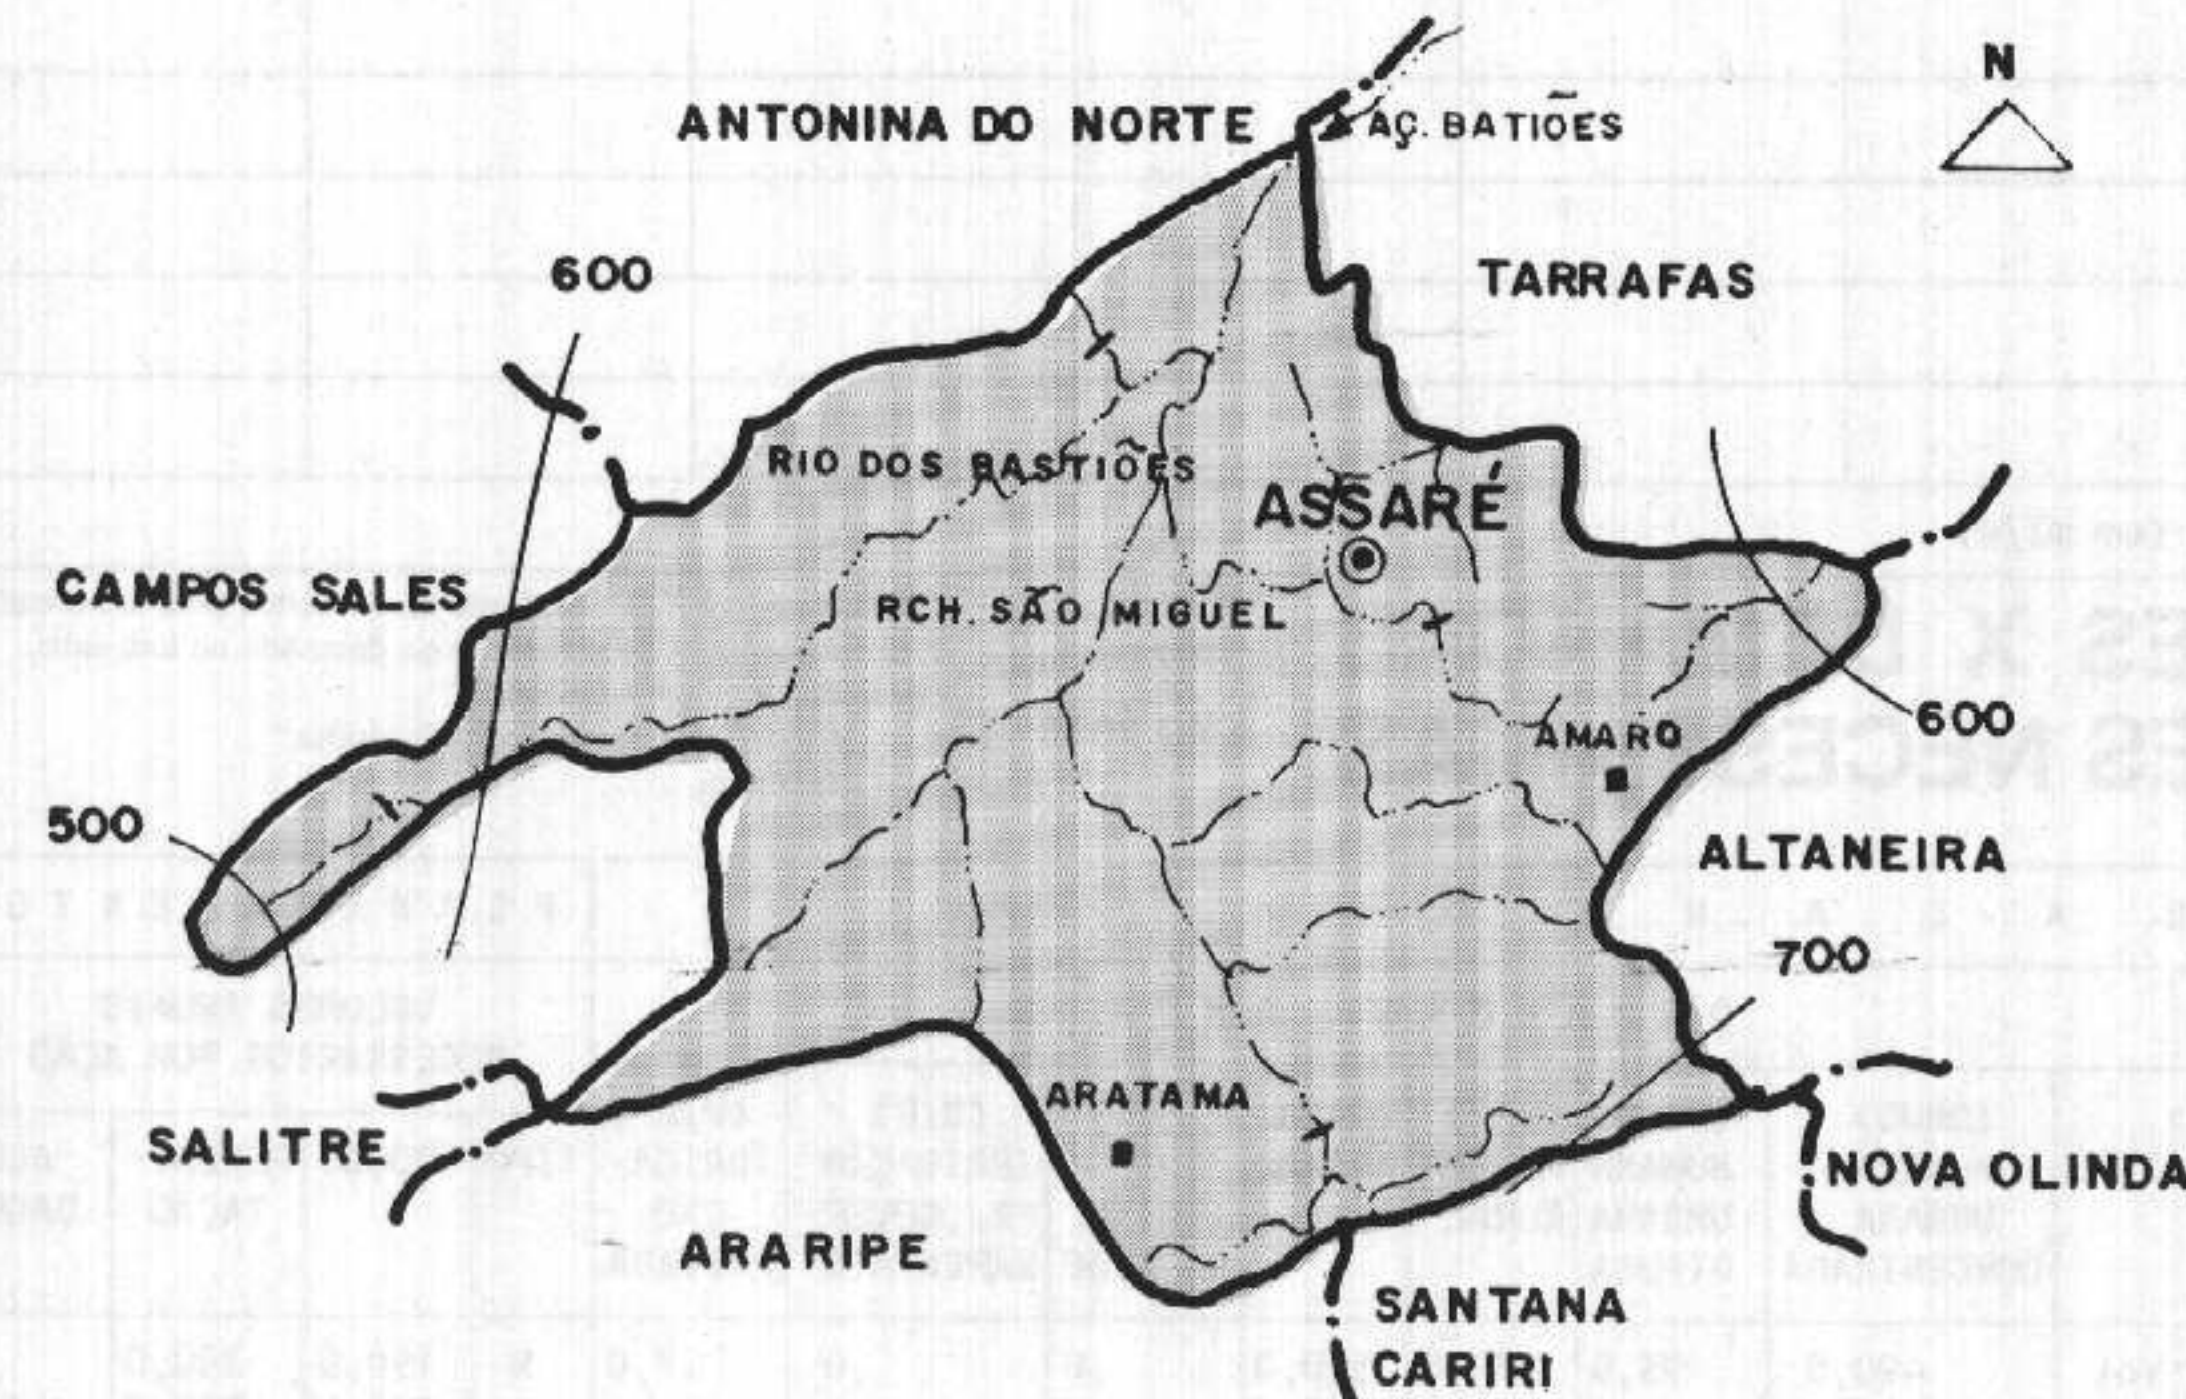 N
ANTONINA DO NORTE
AÇ. BATIÕES
600
TARRAFAS
RIO DOS BASTIÕES
ASSARÉ
CAMPOS SALES
RCH. SÃO MIGUEL
600
AMARO
500
ALTANEIRA
700
ARATAMA
SALITRE
NOVA OLINDA
ARARIPE
SANTANA
CARIRI